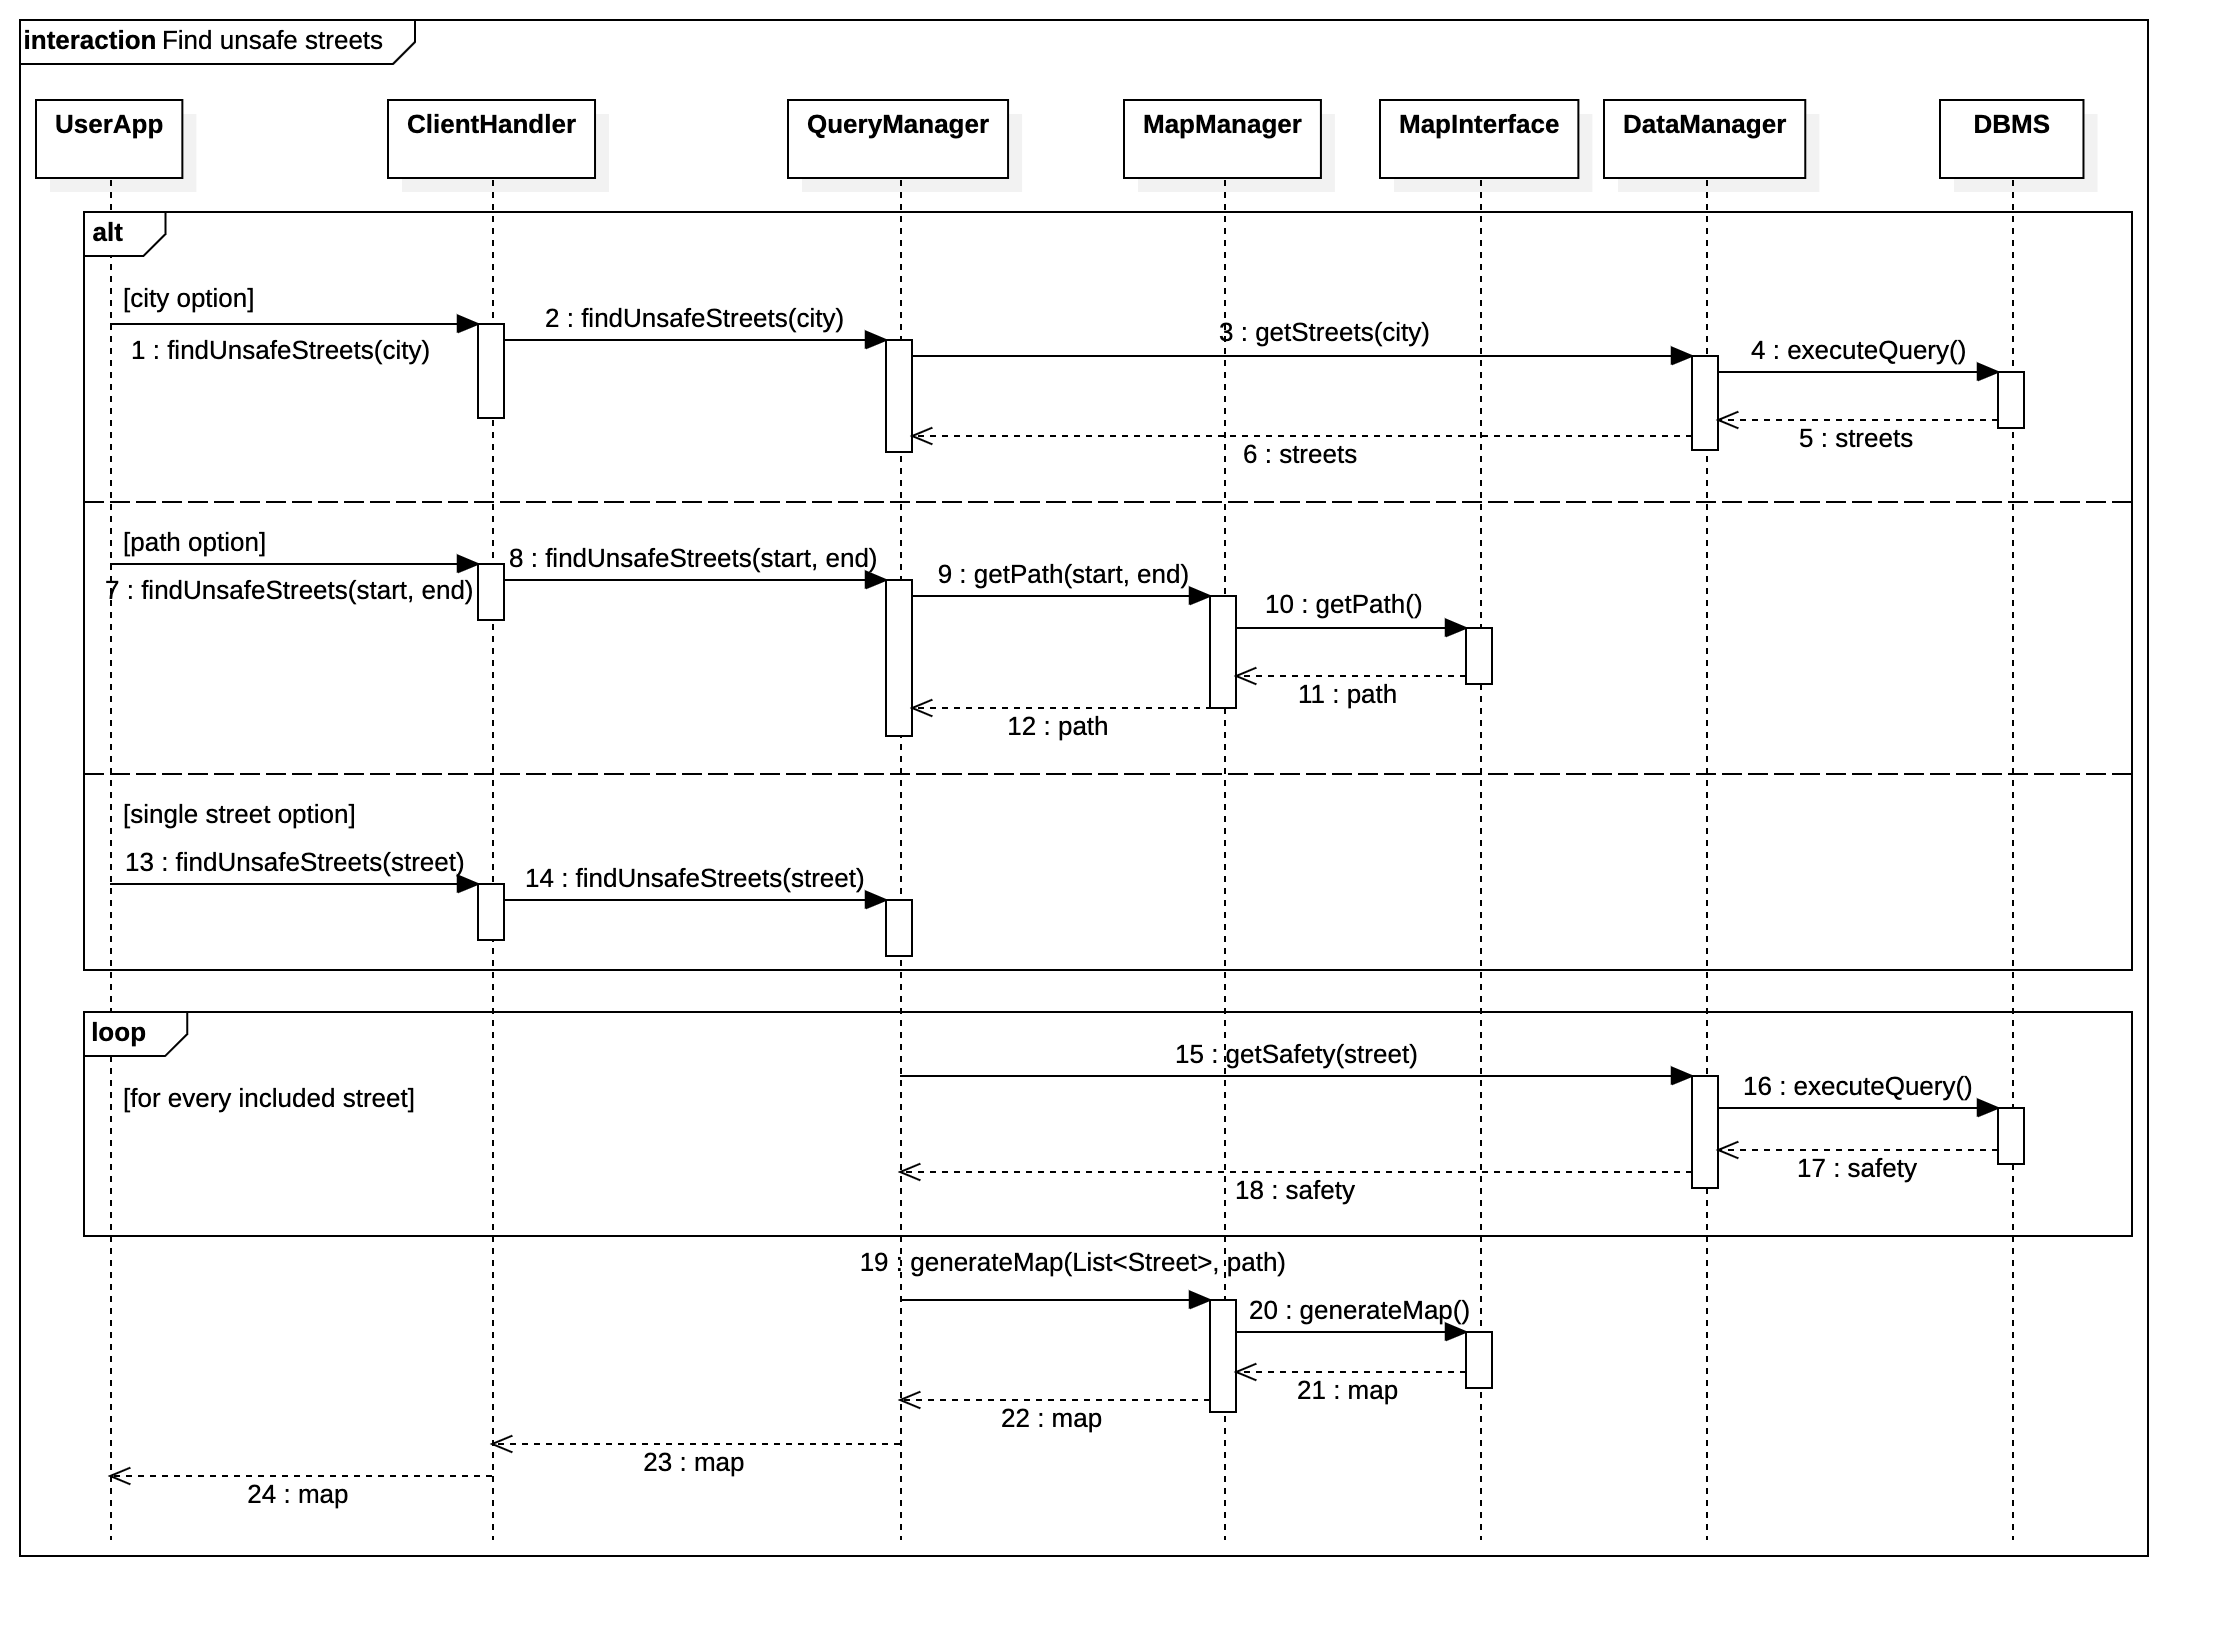 interaction Find unsafe streets
UserApp
ClientHandler
QueryManager
MapManager
MapInterface
DataManager
DBMS
alt
[city option]
1 : findUnsafeStreets(city)
2 : findUnsafeStreets(city)
3 : getStreets(city)
4 : executeQuery()
5 : streets
6 : streets
[path option]
7 : findUnsafeStreets(start, end)
8 : findUnsafeStreets(start, end)
9 : getPath(start, end)
10 : getPath()
11 : path
12 : path
[single street option]
13 : findUnsafeStreets(street)
14 : findUnsafeStreets(street)
loop
[for every included street]
15 : getSafety(street)
16 : executeQuery()
17 : safety
18 : safety
19 : generateMap(List<Street>, path)
20 : generateMap()
21 : map
22 : map
23 : map
24 : map